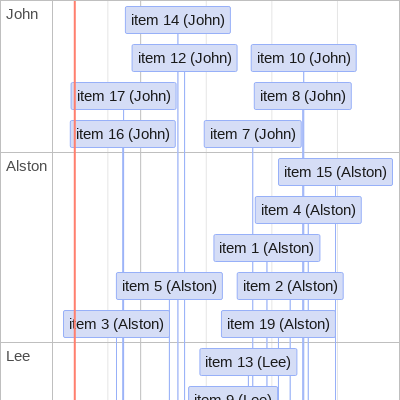 John
item 14 (John)
item 12 (John)
item 10 (John)
item 17 (John)
item 8 (John)
item 16 (John)
item 7 (John)
Alston
item 15 (Alston)
item 4 (Alston)
item 1 (Alston)
item 5 (Alston)
item 2 (Alston)
item 3 (Alston)
item 19 (Alston)
Lee
item 13 (Lee)
item 9 (Lee)